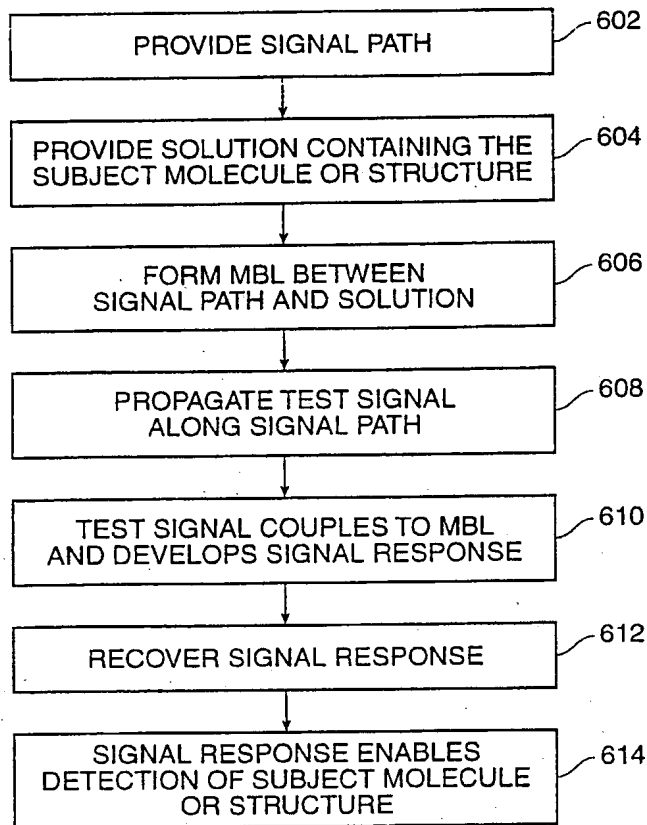 PROVIDE SIGNAL PATH
602
PROVIDE SOLUTION CONTAINING THE
SUBJECT MOLECULE OR STRUCTURE
604
FORM MBL BETWEEN
SIGNAL PATH AND SOLUTION
606
PROPAGATE TEST SIGNAL
ALONG SIGNAL PATH
608
TEST SIGNAL COUPLES TO MBL
AND DEVELOPS SIGNAL RESPONSE
610
RECOVER SIGNAL RESPONSE
612
SIGNAL RESPONSE ENABLES
DETECTION OF SUBJECT MOLECULE
OR STRUCTURE
614